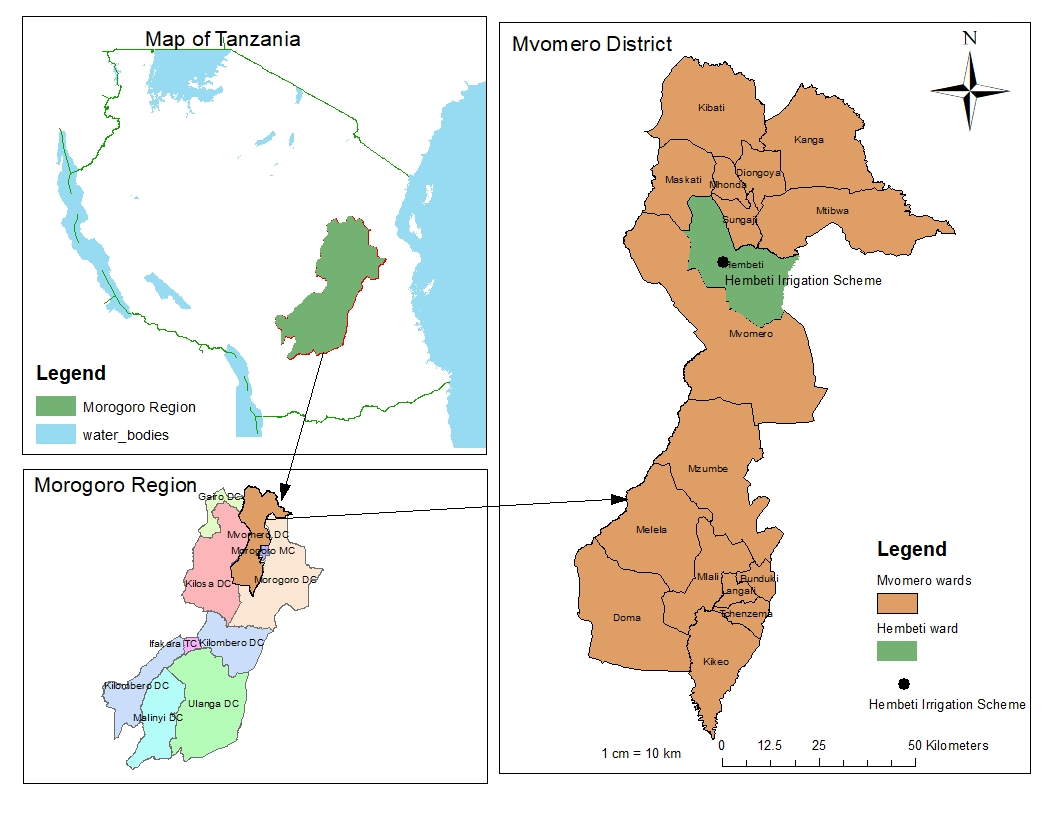 Map of Tanzania
Legend
Morogoro Region
water_bodies
Morogoro Region
Gairo DC
Mvomero DC
Morogoro MC
Kilosa DC
Morogoro DC
Ifakara TC
Kilombero DC
Kilombero DC
Ulanga DC
Malinyi DC
Mvomero District
N
Kibati
Kanga
Diongoya
Maskati
Mhonda
Mtibwa
Sungaji
Hembeti
Hembeti Irrigation Scheme
Mvomero
Mzumbe
Melela
Mlali
Bunduki
Langali
Doma
Tchenzema
Kikeo
Legend
Mvomero wards
Hembeti ward
Hembeti Irrigation Scheme
1 cm = 10 km
0 12.5 25 50 Kilometers